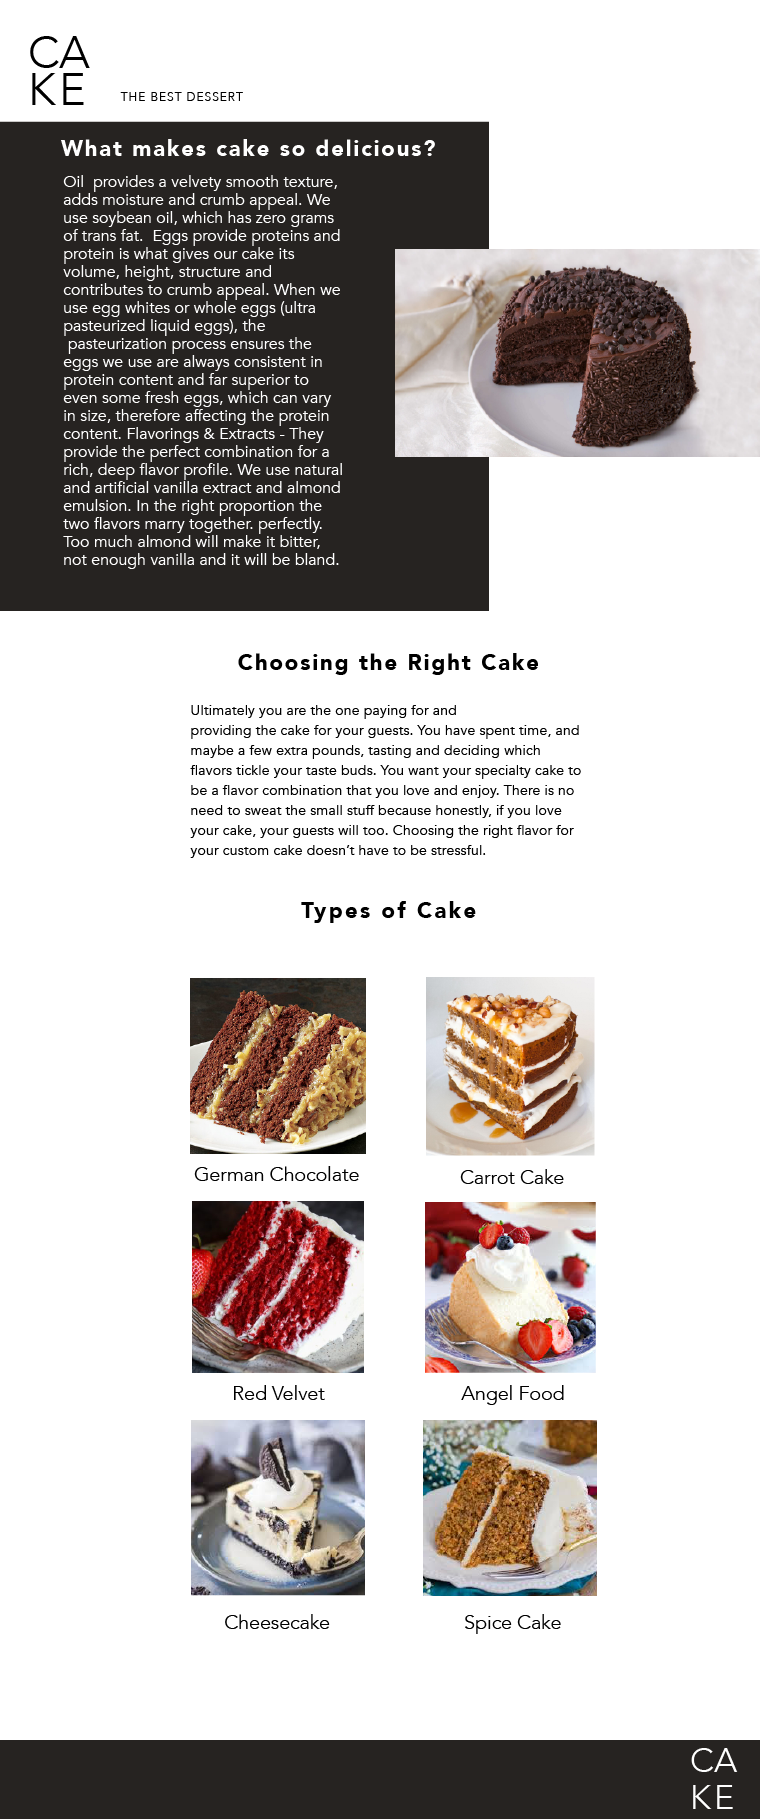 CA
KE
THE BEST DESSERT
What makes cake so delicious?
Oil  provides a velvety smooth texture,
adds moisture and crumb appeal. We
use soybean oil, which has zero grams
of trans fat.  Eggs provide proteins and
protein is what gives our cake its
volume, height, structure and
contributes to crumb appeal. When we
use egg whites or whole eggs (ultra
pasteurized liquid eggs), the
pasteurization process ensures the
eggs we use are always consistent in
protein content and far superior to
even some fresh eggs, which can vary
in size, therefore affecting the protein
content. Flavorings & Extracts - They
provide the perfect combination for a
rich, deep flavor profile. We use natural
and artificial vanilla extract and almond
emulsion. In the right proportion the
two flavors marry together. perfectly.
Too much almond will make it bitter,
not enough vanilla and it will be bland.
Choosing the Right Cake
Ultimately you are the one paying for and
providing the cake for your guests. You have spent time, and
maybe a few extra pounds, tasting and deciding which
flavors tickle your taste buds. You want your specialty cake to
be a flavor combination that you love and enjoy. There is no
need to sweat the small stuff because honestly, if you love
your cake, your guests will too. Choosing the right flavor for
your custom cake doesn’t have to be stressful.
Types of Cake
German Chocolate
Carrot Cake
Red Velvet
Angel Food
Cheesecake
Spice Cake
CA
KE